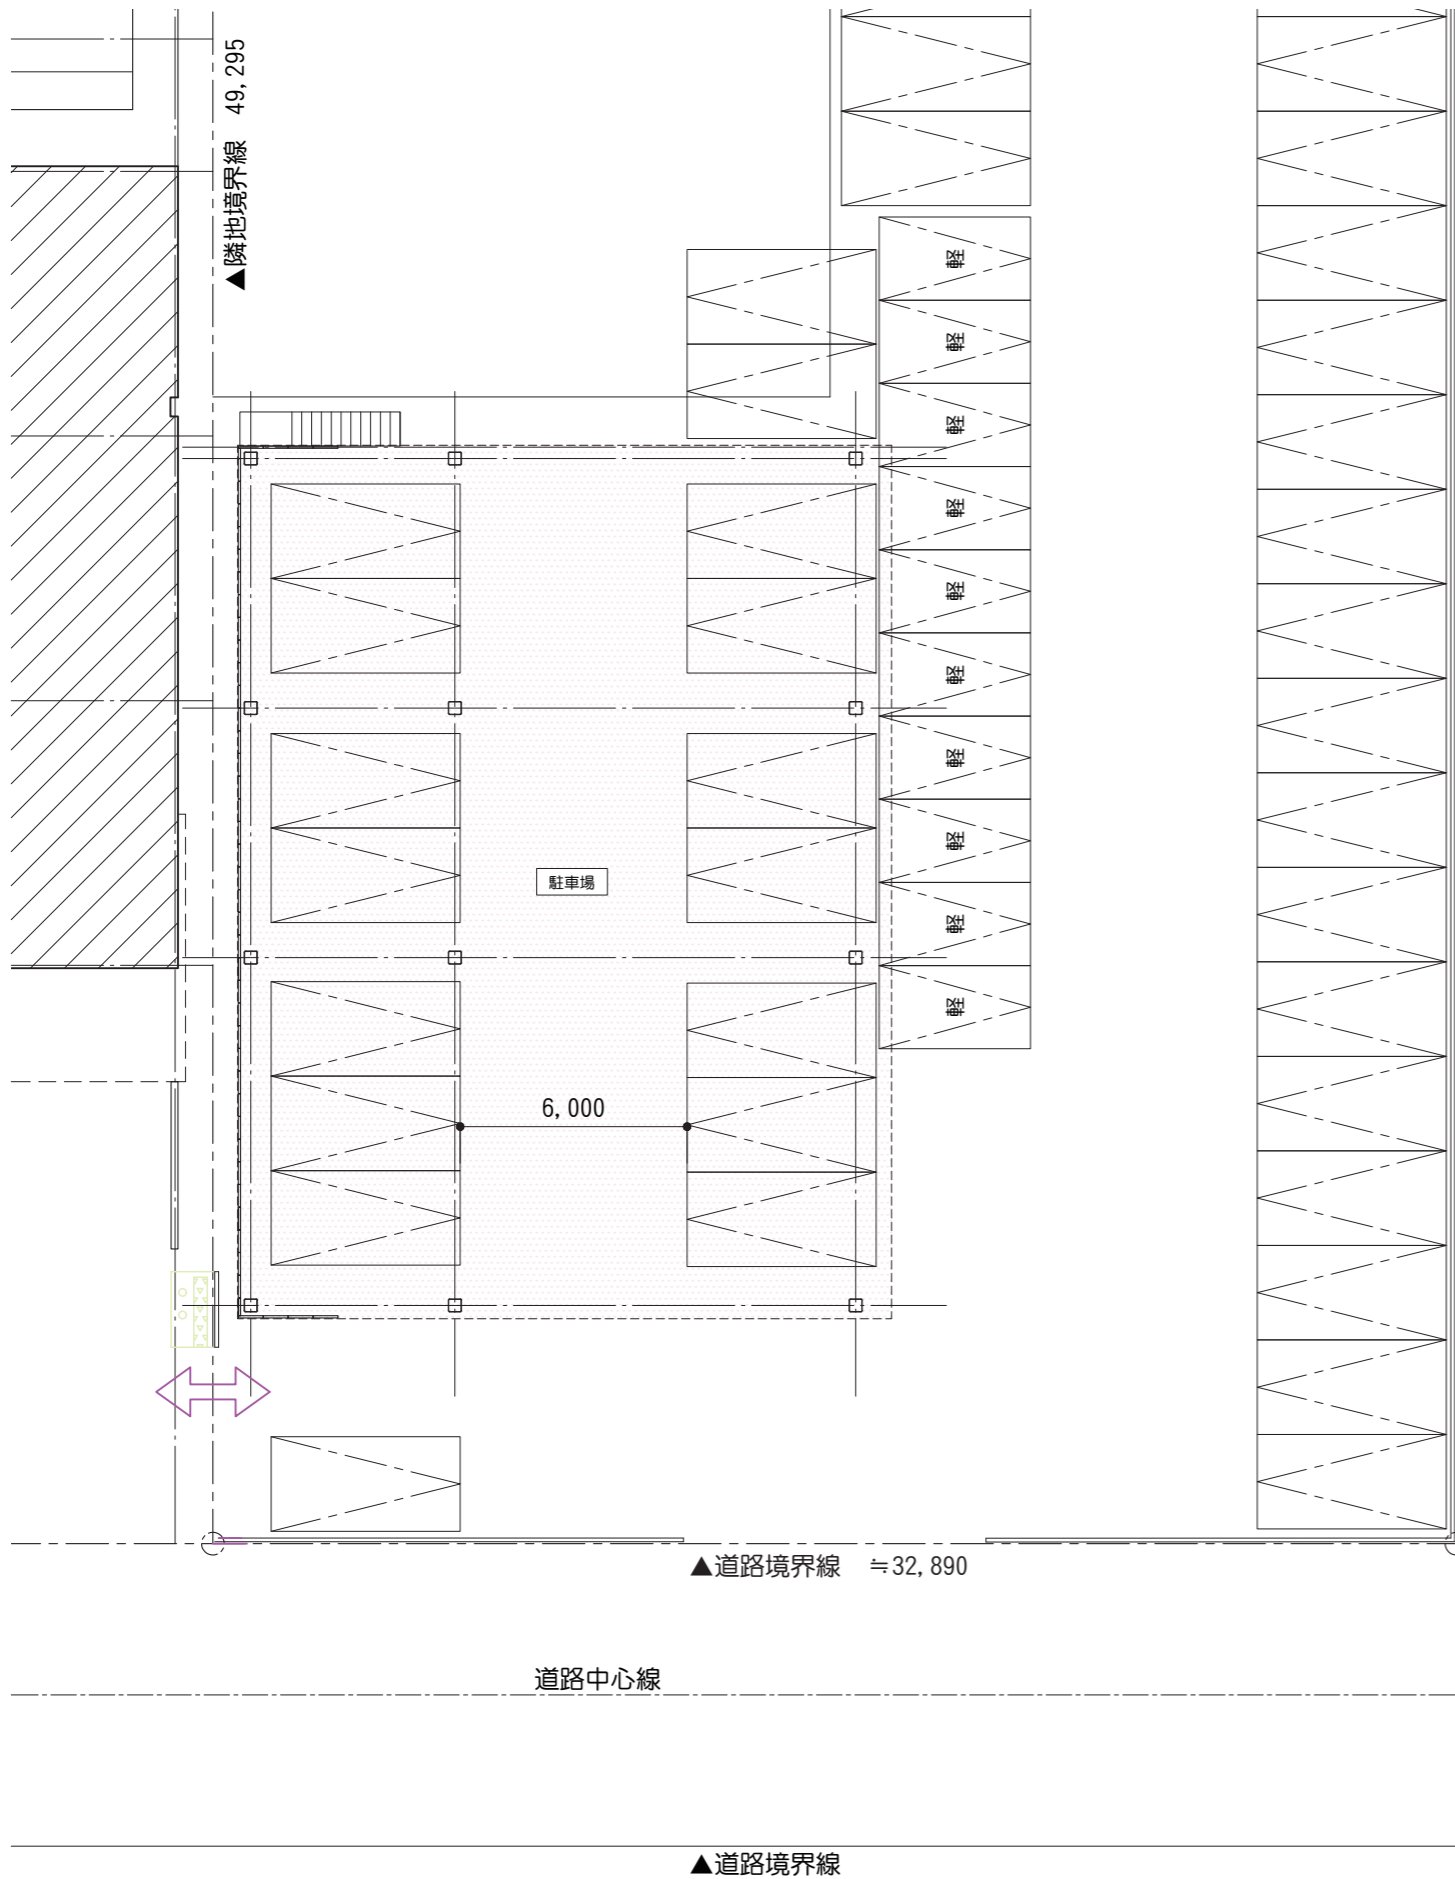 ▲隣地境界線 49,295
軽
軽
軽
軽
軽
軽
軽
軽
軽
軽
駐車場
6,000
▲道路境界線 ≒32,890
道路中心線
▲道路境界線